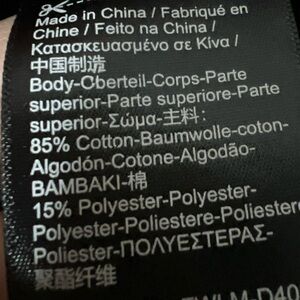 Made in China / Fabriqué en
Chine / Feito na China /
Κατασκευασμένο σε Κίνα /
中国制造
Body-Oberteil-Corps-Parte
superior-Parte superiore-Parte
superior-Σώμα-主料:
85% Cotton-Baumwolle-coton-
Algodón-Cotone-Algodão-
BAMBAKI-棉
15% Polyester-Polyester-
Polyester-Poliestere-Poliester
Poliester-ΠΟΛΥΕΣΤΕΡΑΣ-
聚酯纤维